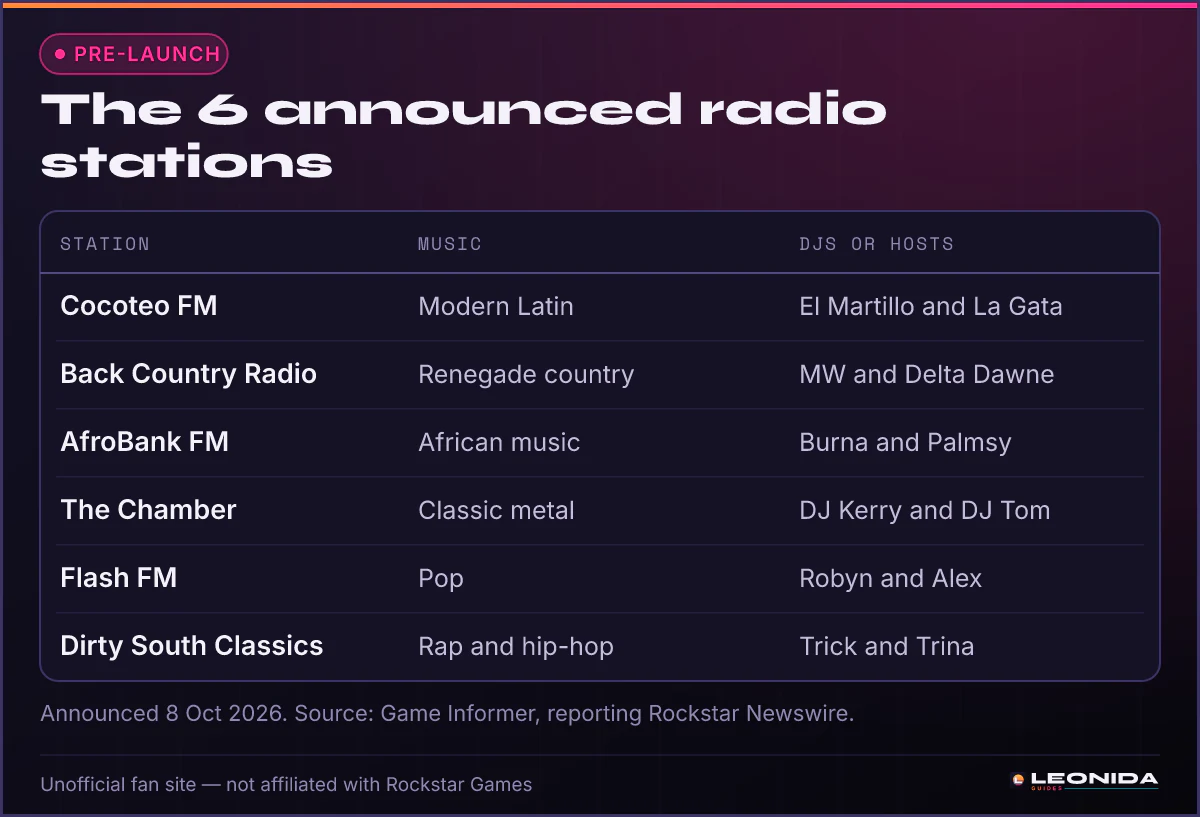 PRE-LAUNCH
The 6 announced radio
stations
STATION MUSIC DJS OR HOSTS
Cocoteo FM Modern Latin El Martillo and La Gata
Back Country Radio Renegade country MW and Delta Dawne
AfroBank FM African music Burna and Palmsy
The Chamber Classic metal DJ Kerry and DJ Tom
Flash FM Pop Robyn and Alex
Dirty South Classics Rap and hip-hop Trick and Trina
Announced 8 Oct 2026. Source: Game Informer, reporting Rockstar Newswire.
Unofficial fan site — not affiliated with Rockstar Games
LEONIDA
GUIDES